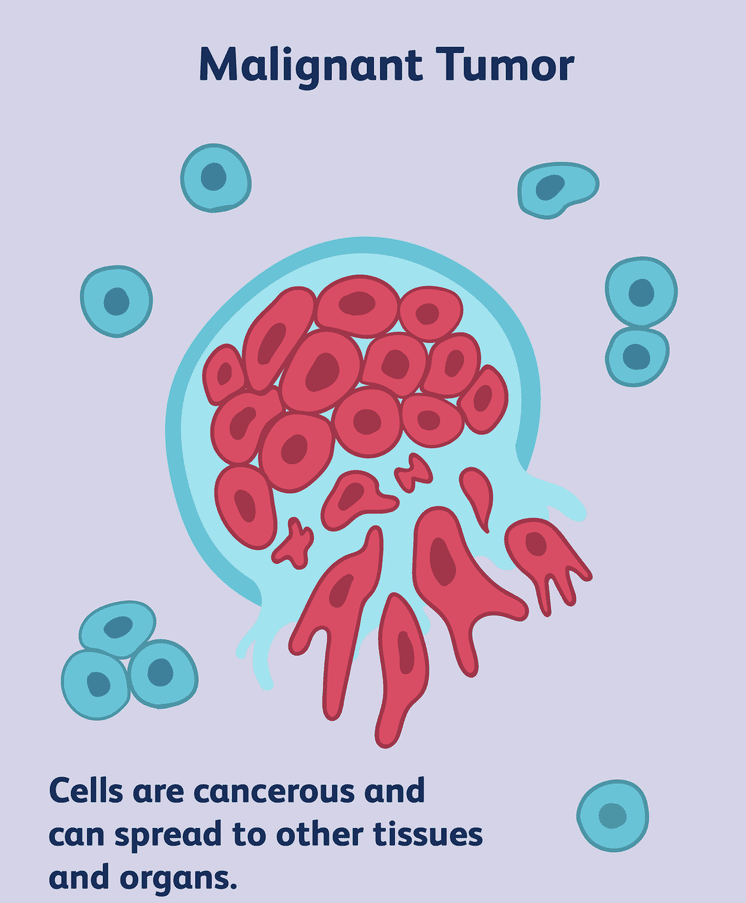 Malignant Tumor
Cells are cancerous and
can spread to other tissues
and organs.